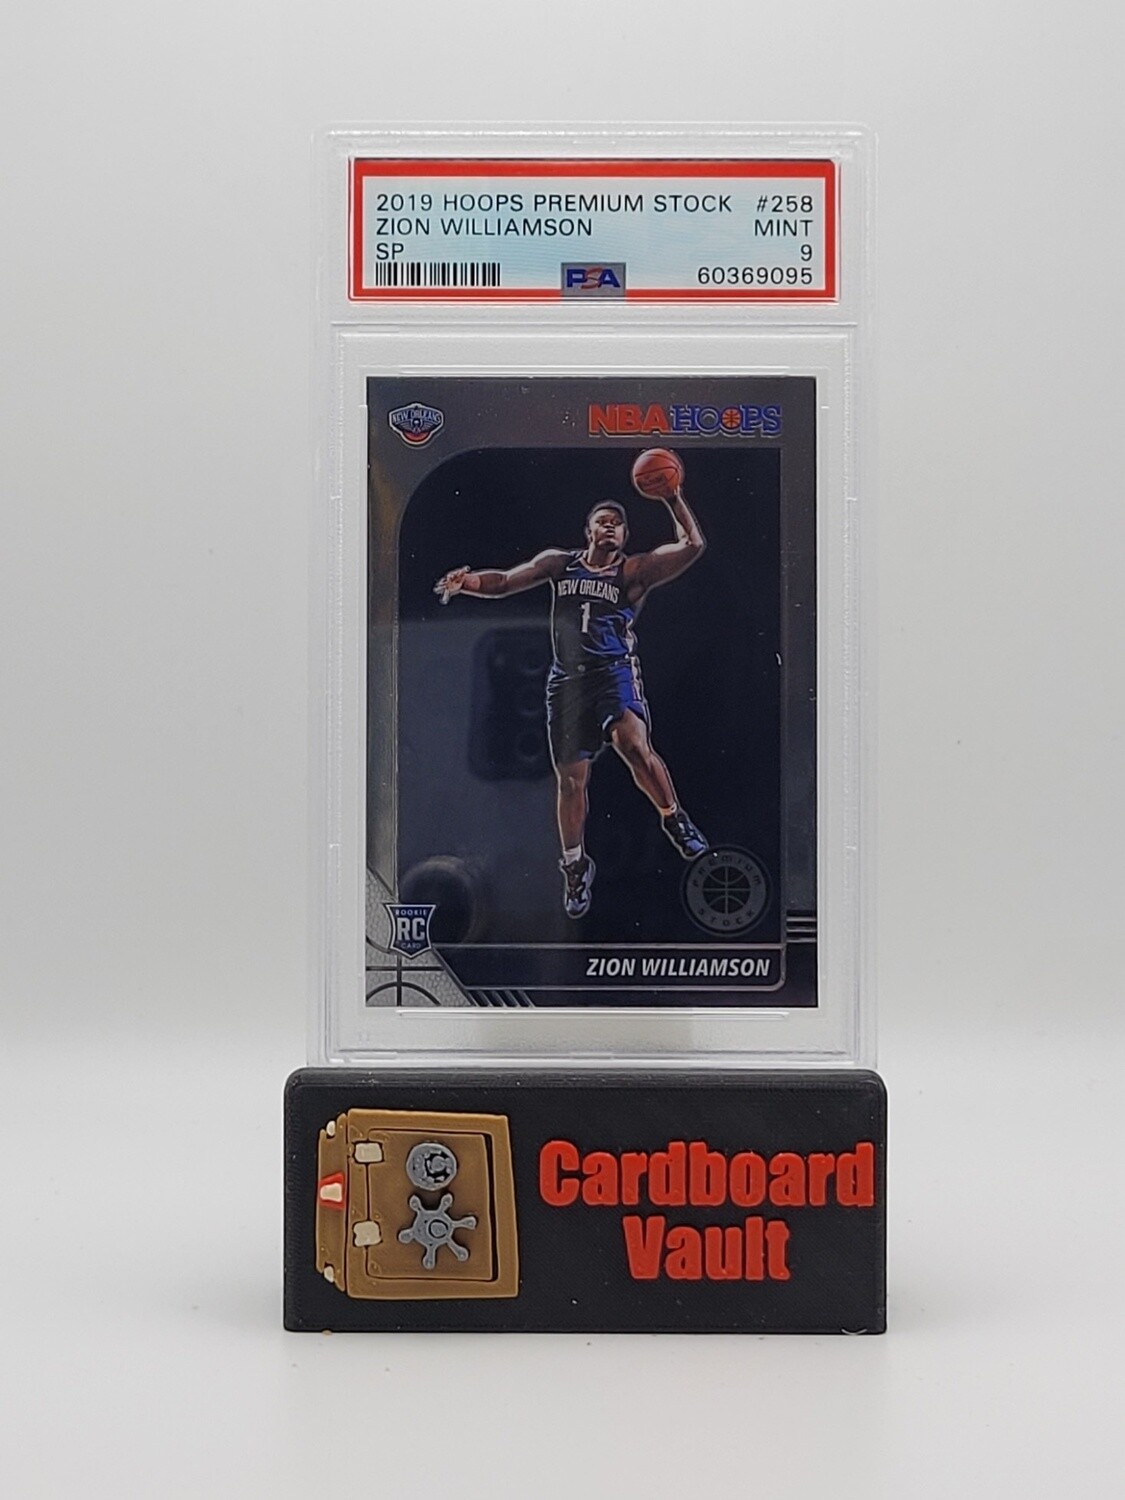 2019 HOOPS PREMIUM STOCK #258
ZION WILLIAMSON MINT
SP 9
PSA 60369095
NEW ORLEANS NBA HOOPS
NEW ORLEANS
1
PREMIUM STOCK
ROOKIE
RC
CARD
ZION WILLIAMSON
Cardboard
Vault